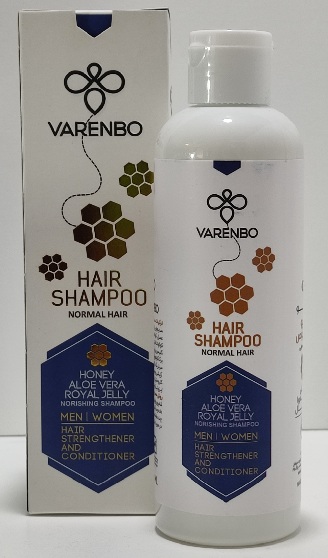 VARENBO
HAIR
SHAMPOO
NORMAL HAIR
HONEY
ALOE VERA
ROYAL JELLY
NORISHING SHAMPOO
MEN | WOMEN
HAIR
STRENGTHENER
AND
CONDITIONER
VARENBO
HAIR
SHAMPOO
NORMAL HAIR
HONEY
ALOE VERA
ROYAL JELLY
NORISHING SHAMPOO
MEN | WOMEN
HAIR
STRENGTHENER
AND
CONDITIONER